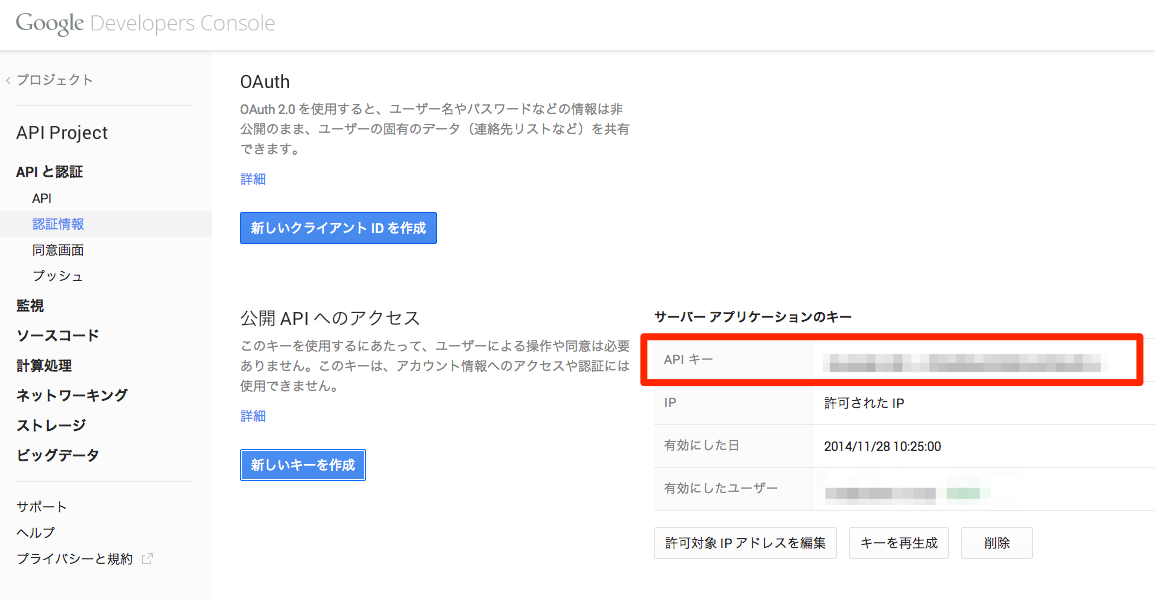 Google Developers Console
プロジェクト
API Project
API と認証
API
認証情報
同意画面
プッシュ
監視
ソースコード
計算処理
ネットワーキング
ストレージ
ビッグデータ
サポート
ヘルプ
プライバシーと規約
OAuth
OAuth 2.0 を使用すると、ユーザー名やパスワードなどの情報は非
公開のまま、ユーザーの固有のデータ（連絡先リストなど）を共有
できます。
詳細
新しいクライアント ID を作成
公開 API へのアクセス
このキーを使用するにあたって、ユーザーによる操作や同意は必要
ありません。このキーは、アカウント情報へのアクセスや認証には
使用できません。
詳細
新しいキーを作成
サーバー アプリケーションのキー
API キー
IP 許可された IP
有効にした日 2014/11/28 10:25:00
有効にしたユーザー
許可対象 IP アドレスを編集 キーを再生成 削除